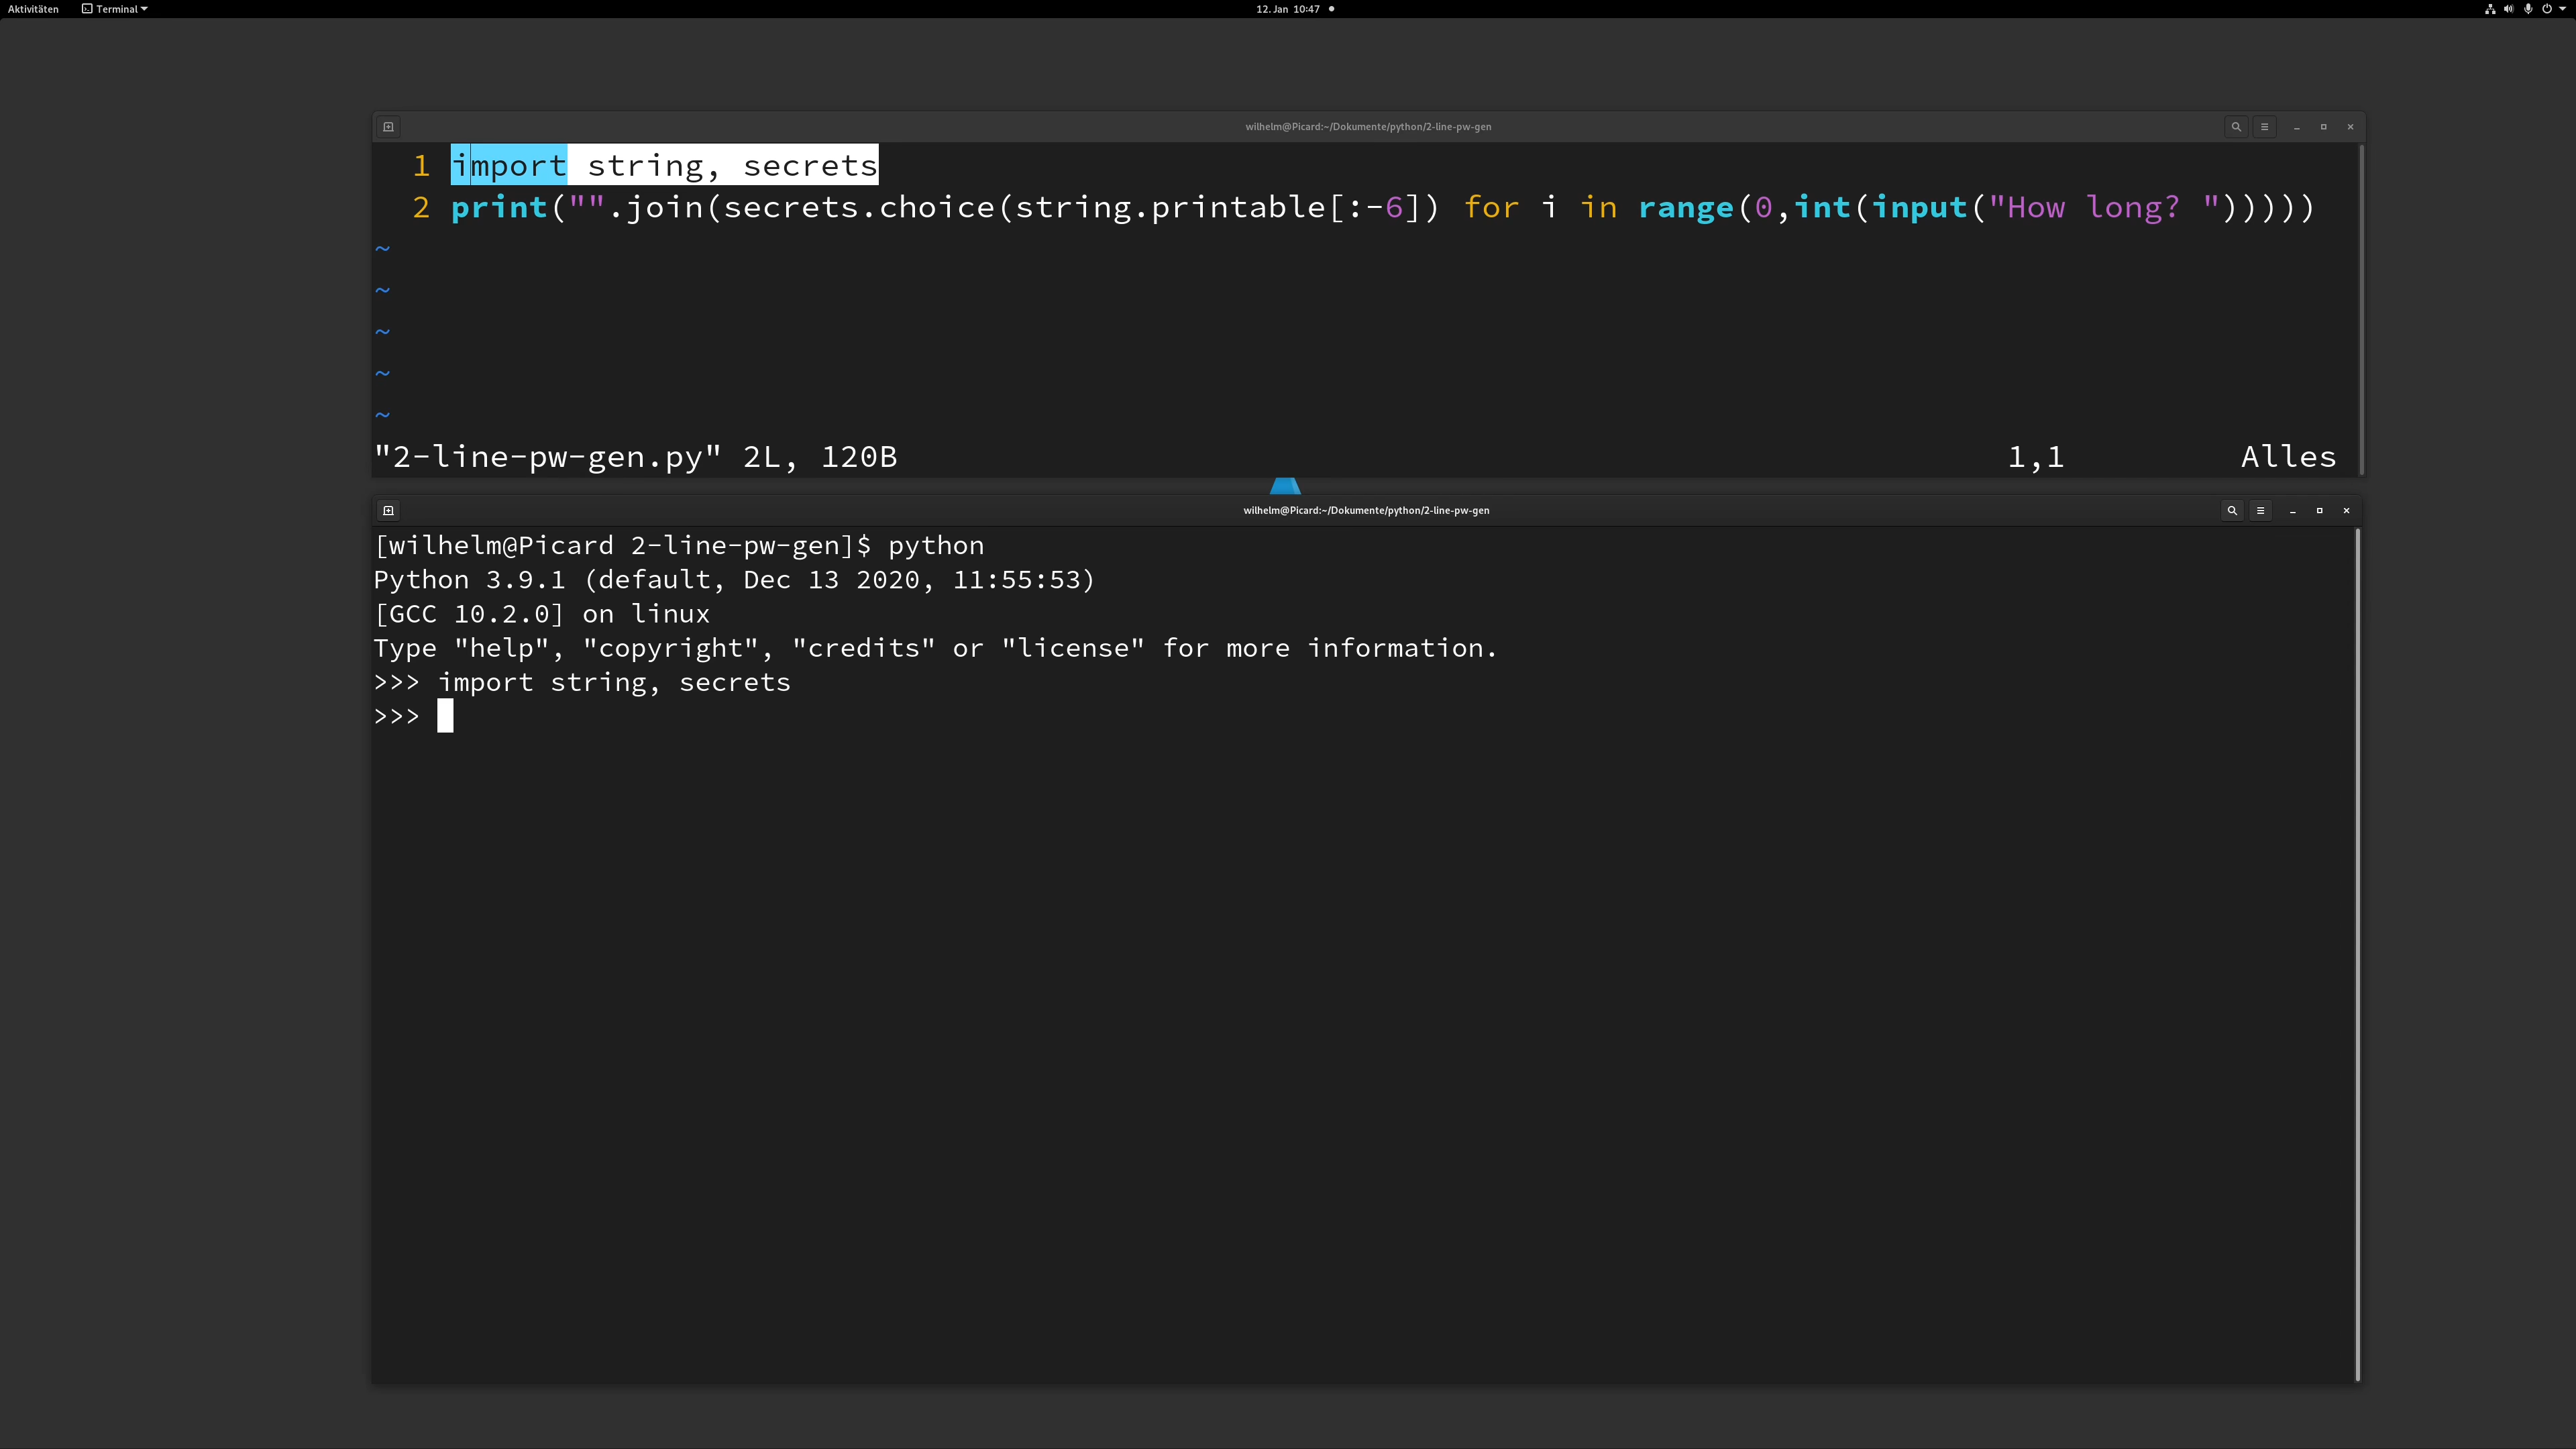 Aktivitäten Terminal 12. Jan 10:47
wilhelm@Picard:~/Dokumente/python/2-line-pw-gen
1 import string, secrets
2 print("".join(secrets.choice(string.printable[:-6]) for i in range(0,int(input("How long? ")))))
~
~
~
~
~
"2-line-pw-gen.py" 2L, 120B 1,1 Alles
wilhelm@Picard:~/Dokumente/python/2-line-pw-gen
[wilhelm@Picard 2-line-pw-gen]$ python
Python 3.9.1 (default, Dec 13 2020, 11:55:53)
[GCC 10.2.0] on linux
Type "help", "copyright", "credits" or "license" for more information.
>>> import string, secrets
>>>